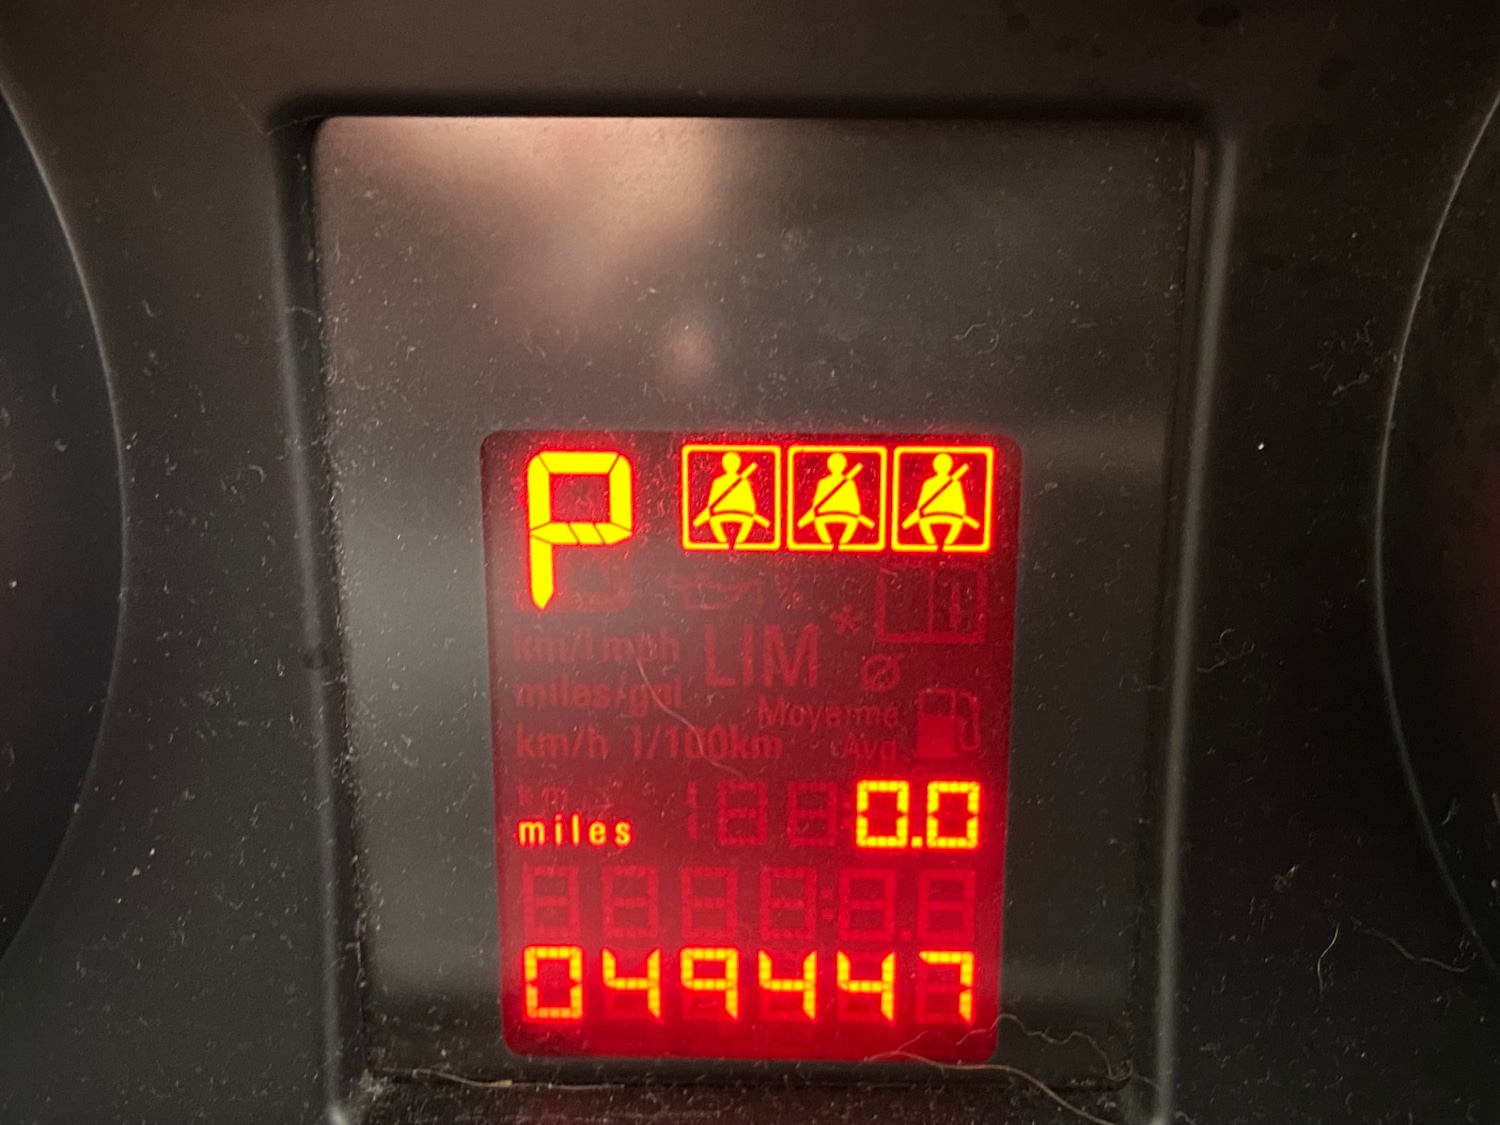 P
km/l mph LIM *
miles/gal
Moyenne
km/h l/100km Avg
km
miles 0.0
049447